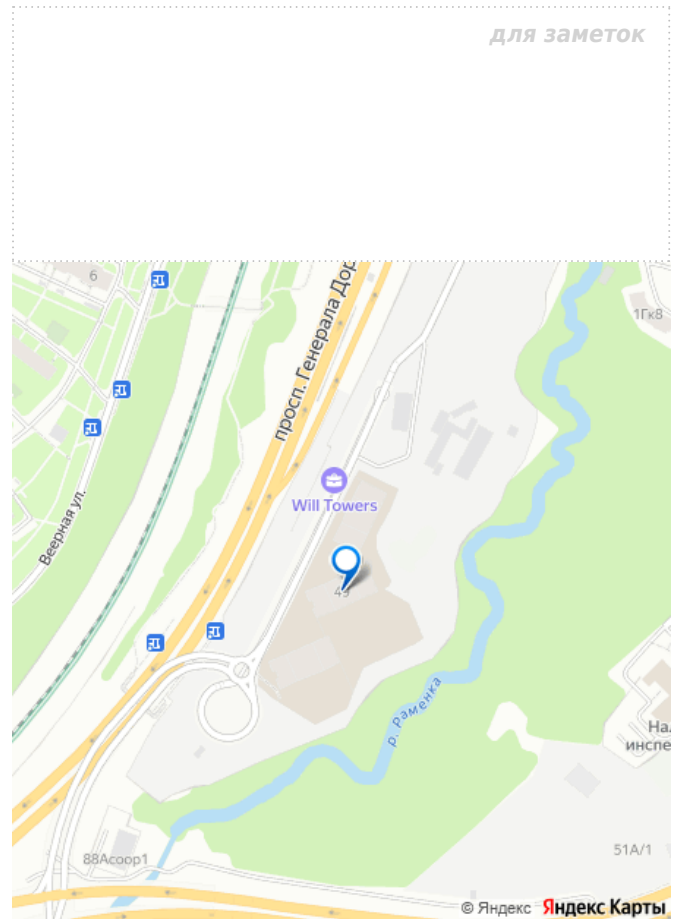 для заметок
6
просп. Генерала Дор
1Гк8
Will Towers
Веерная ул.
р. Раменка
На
инспе
51А/1
88Асоор1
© Яндекс Яндекс Карты